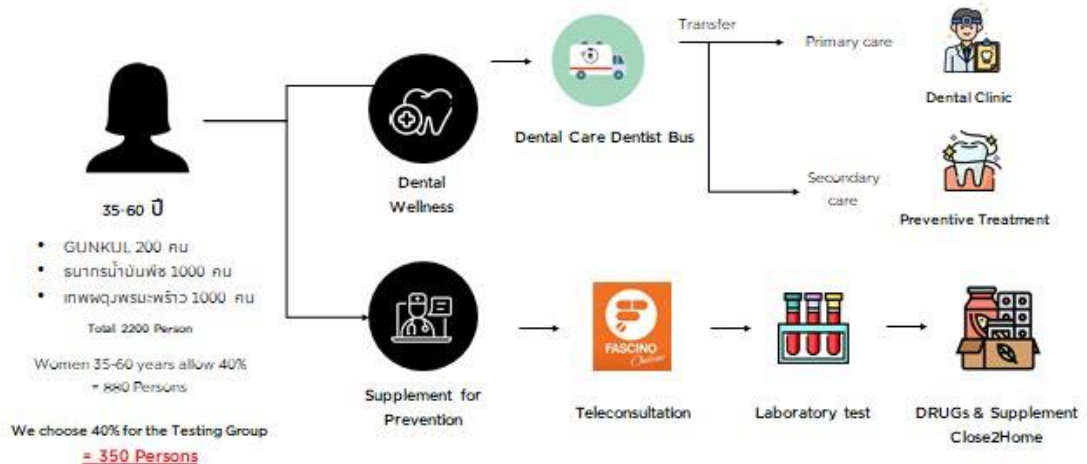 35-60 ปี
• GUNKUL 200 คน
• ธนากรน้ำมันพืช 1000 คน
• เทพผดุงพรมะพร้าว 1000 คน
Total 2200 Person
Women 35-60 years allow 40%
= 880 Persons
We choose 40% for the Testing Group
= 350 Persons
Dental
Wellness
Dental Care Dentist Bus
Transfer
Primary care
Dental Clinic
Secondary
care
Preventive Treatment
Supplement for
Prevention
FASCINO
Online
Teleconsultation
Laboratory test
DRUGs & Supplement
Close2Home